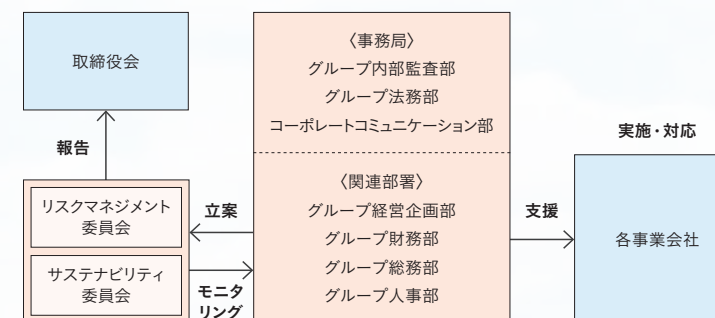 取締役会
報告
リスクマネジメント
委員会
サステナビリティ
委員会
立案
モニタ
リング
〈事務局〉
グループ内部監査部
グループ法務部
コーポレートコミュニケーション部
〈関連部署〉
グループ経営企画部
グループ財務部
グループ総務部
グループ人事部
支援
実施・対応
各事業会社